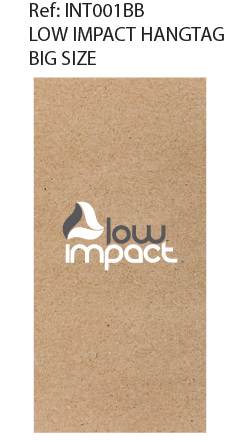 Ref: INT001BB
LOW IMPACT HANGTAG
BIG SIZE
low
impact